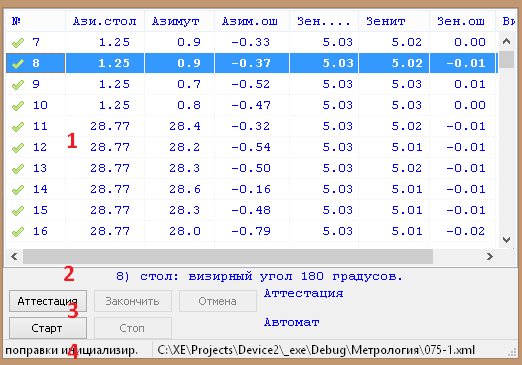 № Ази.стол Азимут Азим.ош Зен.... Зенит Зен.ош Ви
7 1.25 0.9 -0.33 5.03 5.02 0.00
8 1.25 0.9 -0.37 5.03 5.02 -0.01
9 1.25 0.7 -0.52 5.03 5.03 0.01
10 1.25 0.8 -0.47 5.03 5.03 0.00
11 28.77 28.4 -0.32 5.03 5.02 -0.01
1
12 28.77 28.2 -0.54 5.03 5.01 -0.01
13 28.77 28.3 -0.50 5.03 5.02 -0.01
14 28.77 28.6 -0.16 5.03 5.01 -0.01
15 28.77 28.3 -0.48 5.03 5.01 -0.01
16 28.77 28.0 -0.79 5.03 5.01 -0.02
2
8) стол: визирный угол 180 градусов.
Аттестация Закончить Отмена Аттестация
3
Старт Стоп Автомат
4
поправки инициализир. C:\XE\Projects\Device2\_exe\Debug\Метрология\075-1.xml